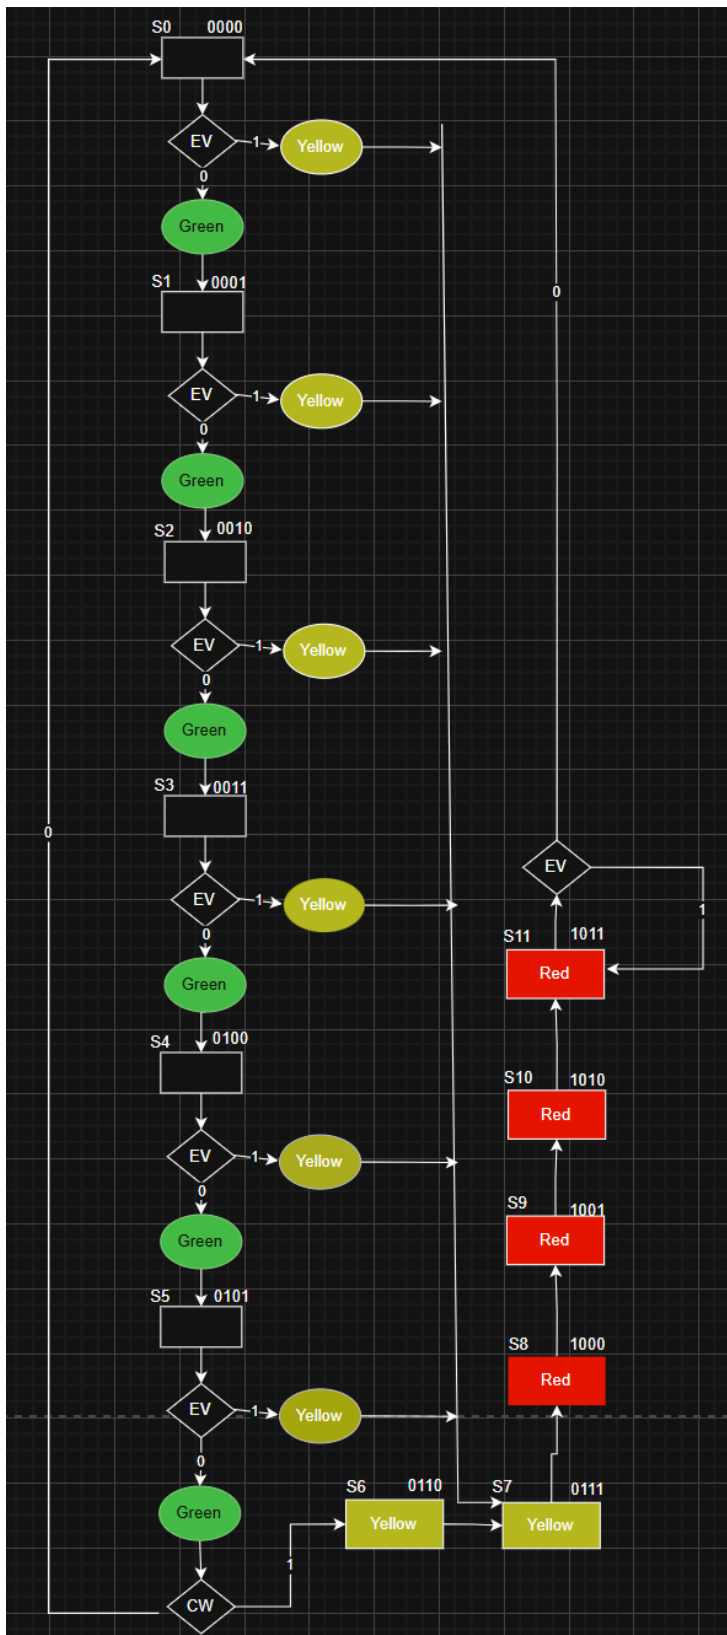 S0 0000
EV 1 Yellow
0
Green
S1 0001
EV 1 Yellow
0
Green
S2 0010
EV 1 Yellow
0
Green
S3 0011
EV 1 Yellow
0
Green
S4 0100
EV 1 Yellow
0
Green
S5 0101
EV 1 Yellow
0
Green
CW
0
1
S6 0110
Yellow
S7 0111
Yellow
S8 1000
Red
S9 1001
Red
S10 1010
Red
S11 1011
Red
EV
1
0